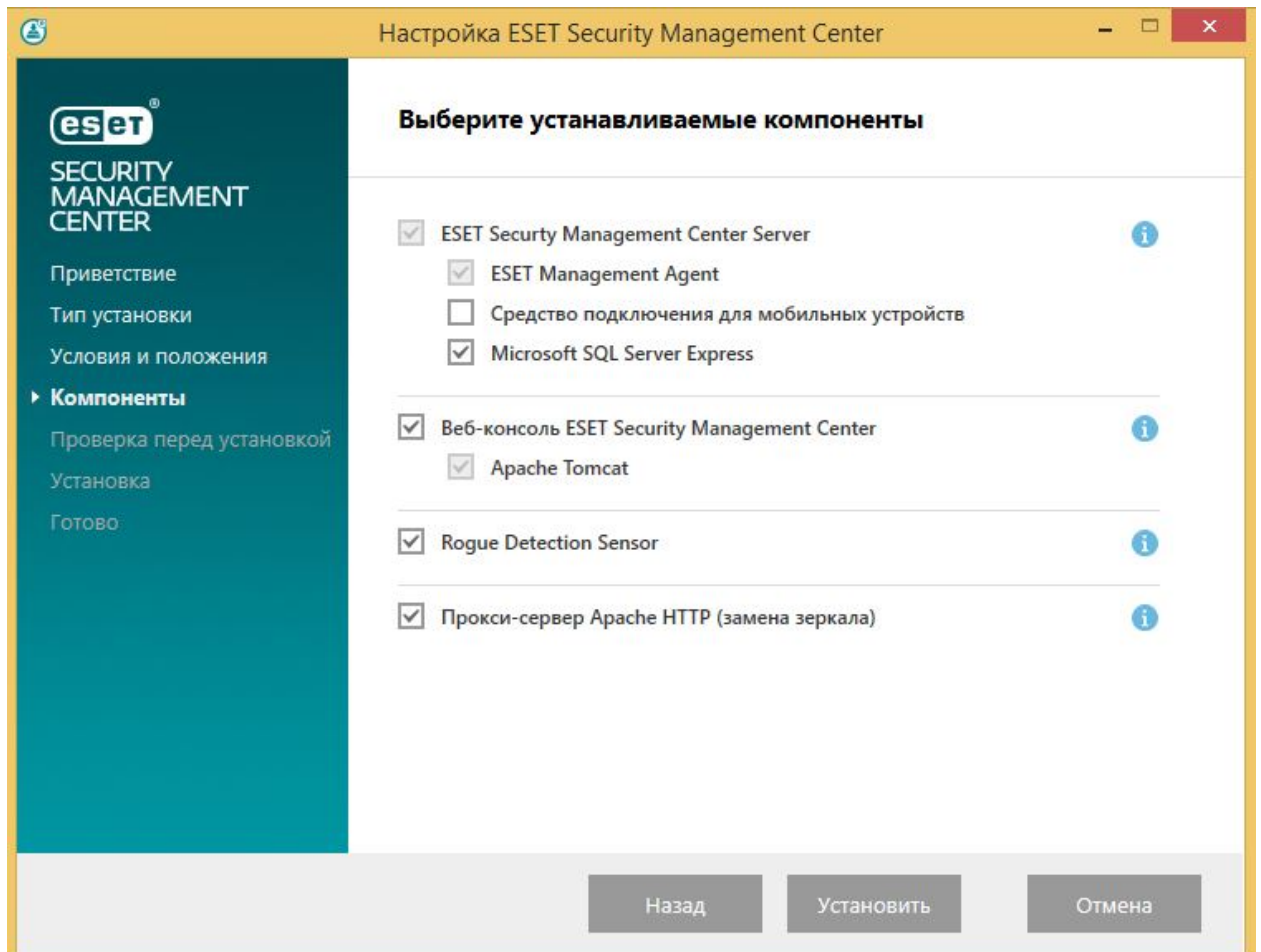 Настройка ESET Security Management Center
eset®
SECURITY
MANAGEMENT
CENTER
Приветствие
Тип установки
Условия и положения
Компоненты
Проверка перед установкой
Установка
Готово
Выберите устанавливаемые компоненты
ESET Securty Management Center Server
ESET Management Agent
Средство подключения для мобильных устройств
Microsoft SQL Server Express
Веб-консоль ESET Security Management Center
Apache Tomcat
Rogue Detection Sensor
Прокси-сервер Apache HTTP (замена зеркала)
Назад
Установить
Отмена